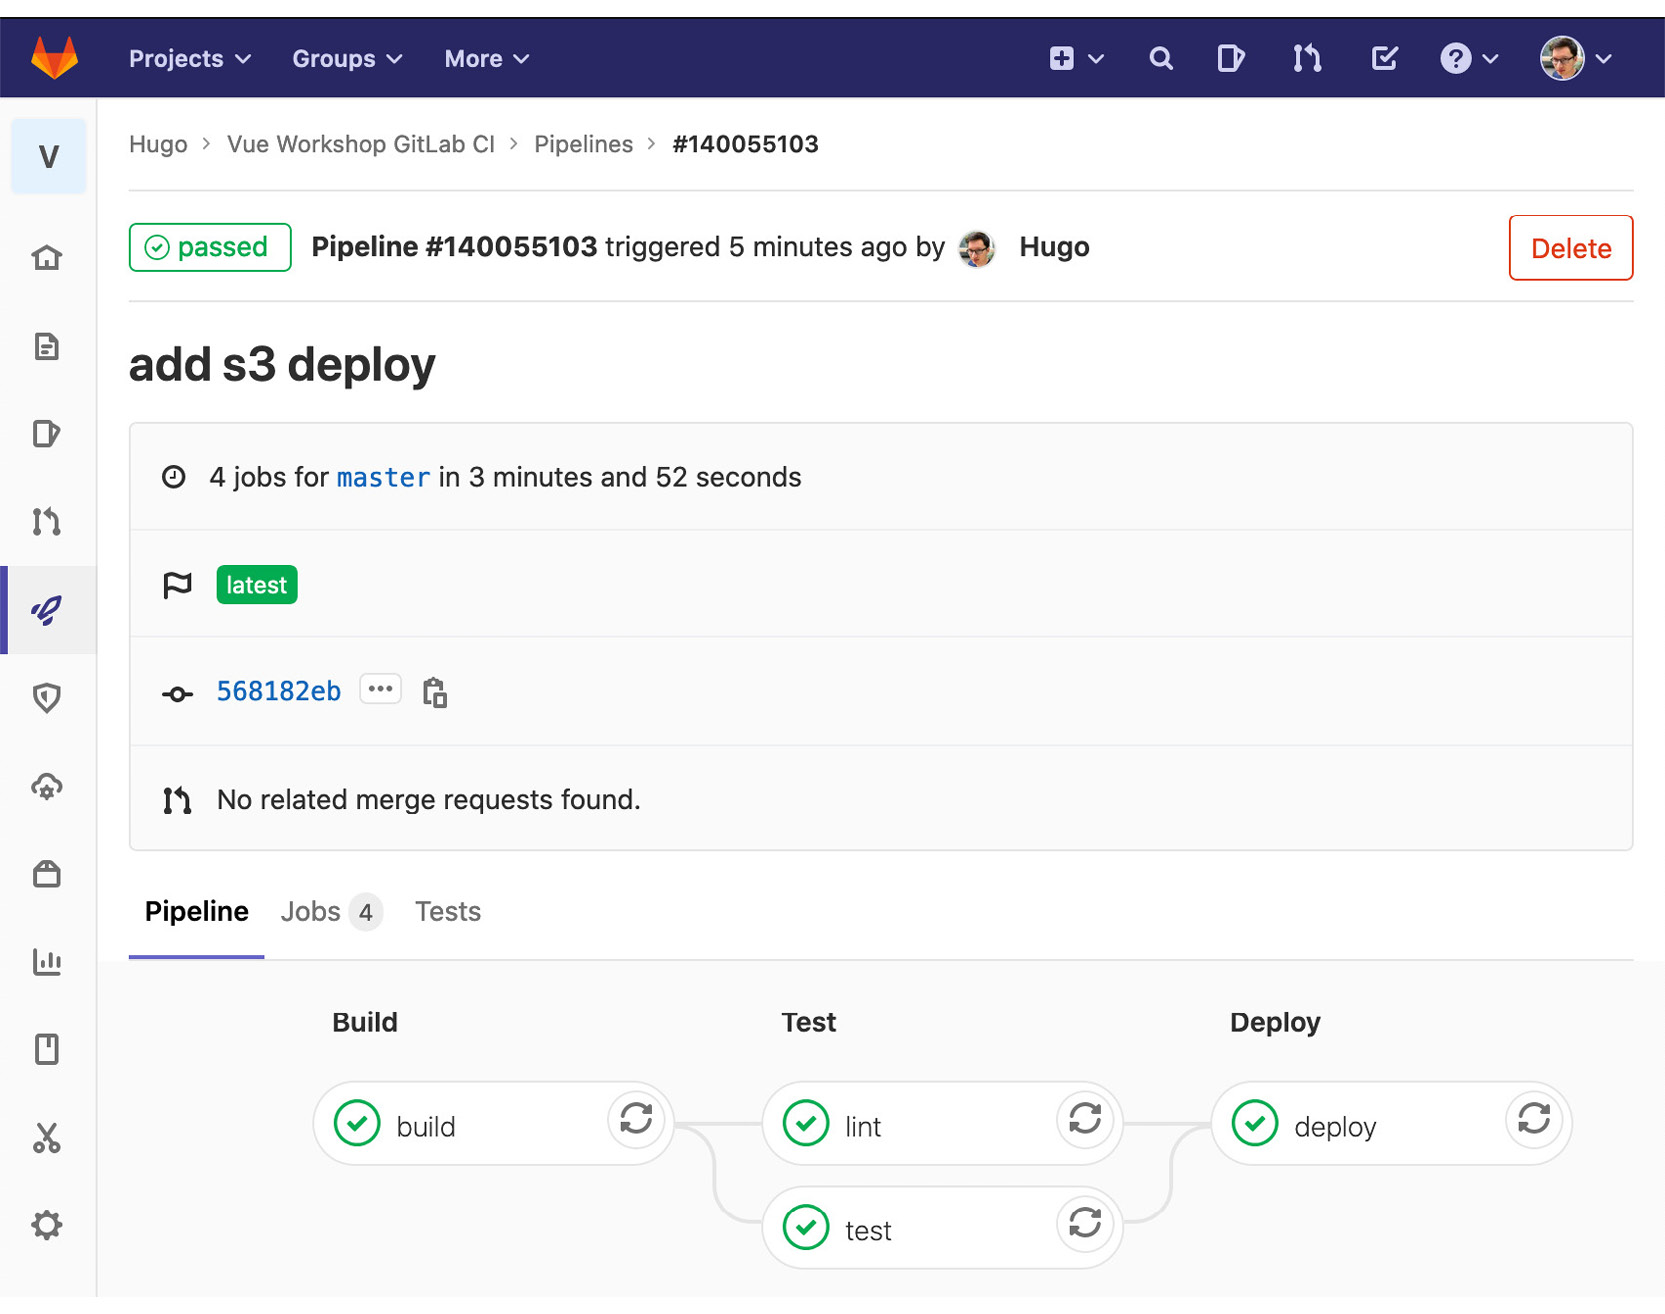 Projects Groups More
V
Hugo > Vue Workshop GitLab CI > Pipelines > #140055103
passed Pipeline #140055103 triggered 5 minutes ago by Hugo Delete
add s3 deploy
4 jobs for master in 3 minutes and 52 seconds
latest
568182eb ...
No related merge requests found.
Pipeline Jobs 4 Tests
Build Test Deploy
build lint deploy
test